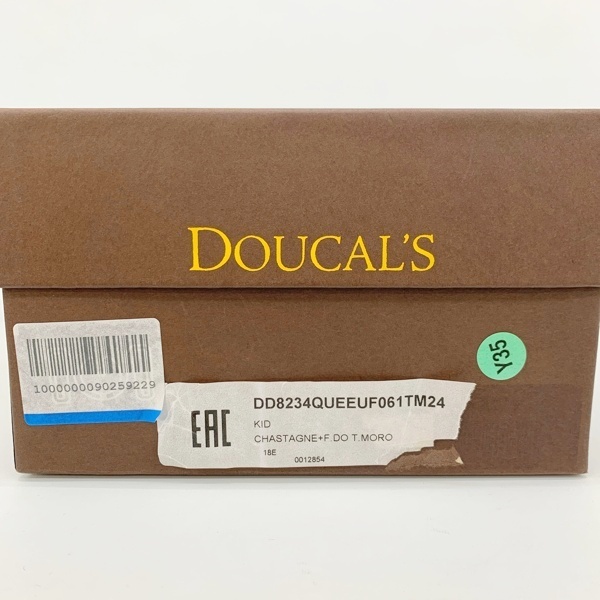 DOUCAL'S
Y35
1000000090259229
EAC
DD8234QUEEUF061TM24
KID
CHASTAGNE+F.DO T.MORO
18E
0012854